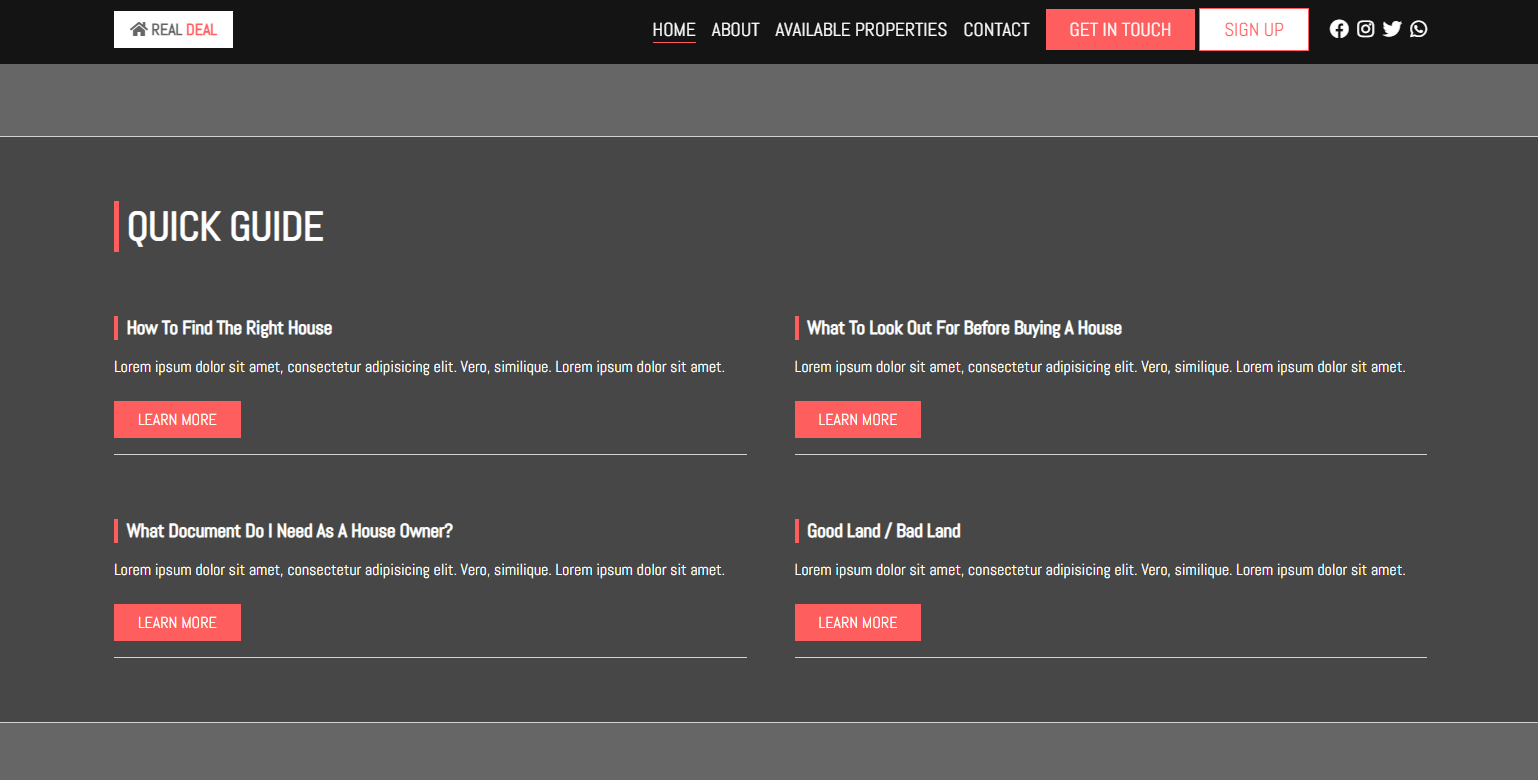 REAL DEAL
HOME ABOUT AVAILABLE PROPERTIES CONTACT GET IN TOUCH SIGN UP
QUICK GUIDE
How To Find The Right House
Lorem ipsum dolor sit amet, consectetur adipisicing elit. Vero, similique. Lorem ipsum dolor sit amet.
LEARN MORE
What To Look Out For Before Buying A House
Lorem ipsum dolor sit amet, consectetur adipisicing elit. Vero, similique. Lorem ipsum dolor sit amet.
LEARN MORE
What Document Do I Need As A House Owner?
Lorem ipsum dolor sit amet, consectetur adipisicing elit. Vero, similique. Lorem ipsum dolor sit amet.
LEARN MORE
Good Land / Bad Land
Lorem ipsum dolor sit amet, consectetur adipisicing elit. Vero, similique. Lorem ipsum dolor sit amet.
LEARN MORE